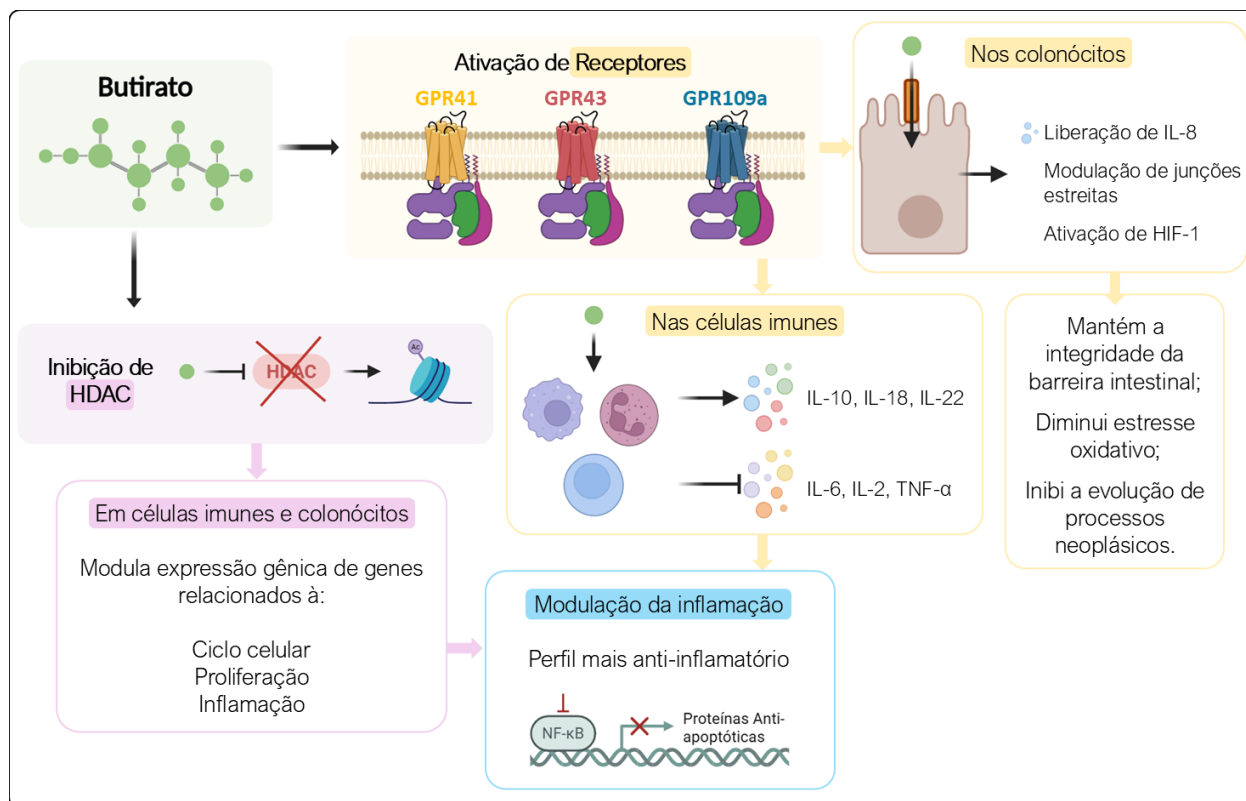 Butirato
Ativação de Receptores
GPR41
GPR43
GPR109a
Nos colonócitos
Liberação de IL-8
Modulação de junções
estreitas
Ativação de HIF-1
Inibição de
HDAC
HDAC
Ac
Nas células imunes
IL-10, IL-18, IL-22
IL-6, IL-2, TNF-α
Mantém a
integridade da
barreira intestinal;
Diminui estresse
oxidativo;
Inibi a evolução de
processos
neoplásicos.
Em células imunes e colonócitos
Modula expressão gênica de genes
relacionados à:
Ciclo celular
Proliferação
Inflamação
Modulação da inflamação
Perfil mais anti-inflamatório
NF-κB
Proteínas Anti-
apoptóticas